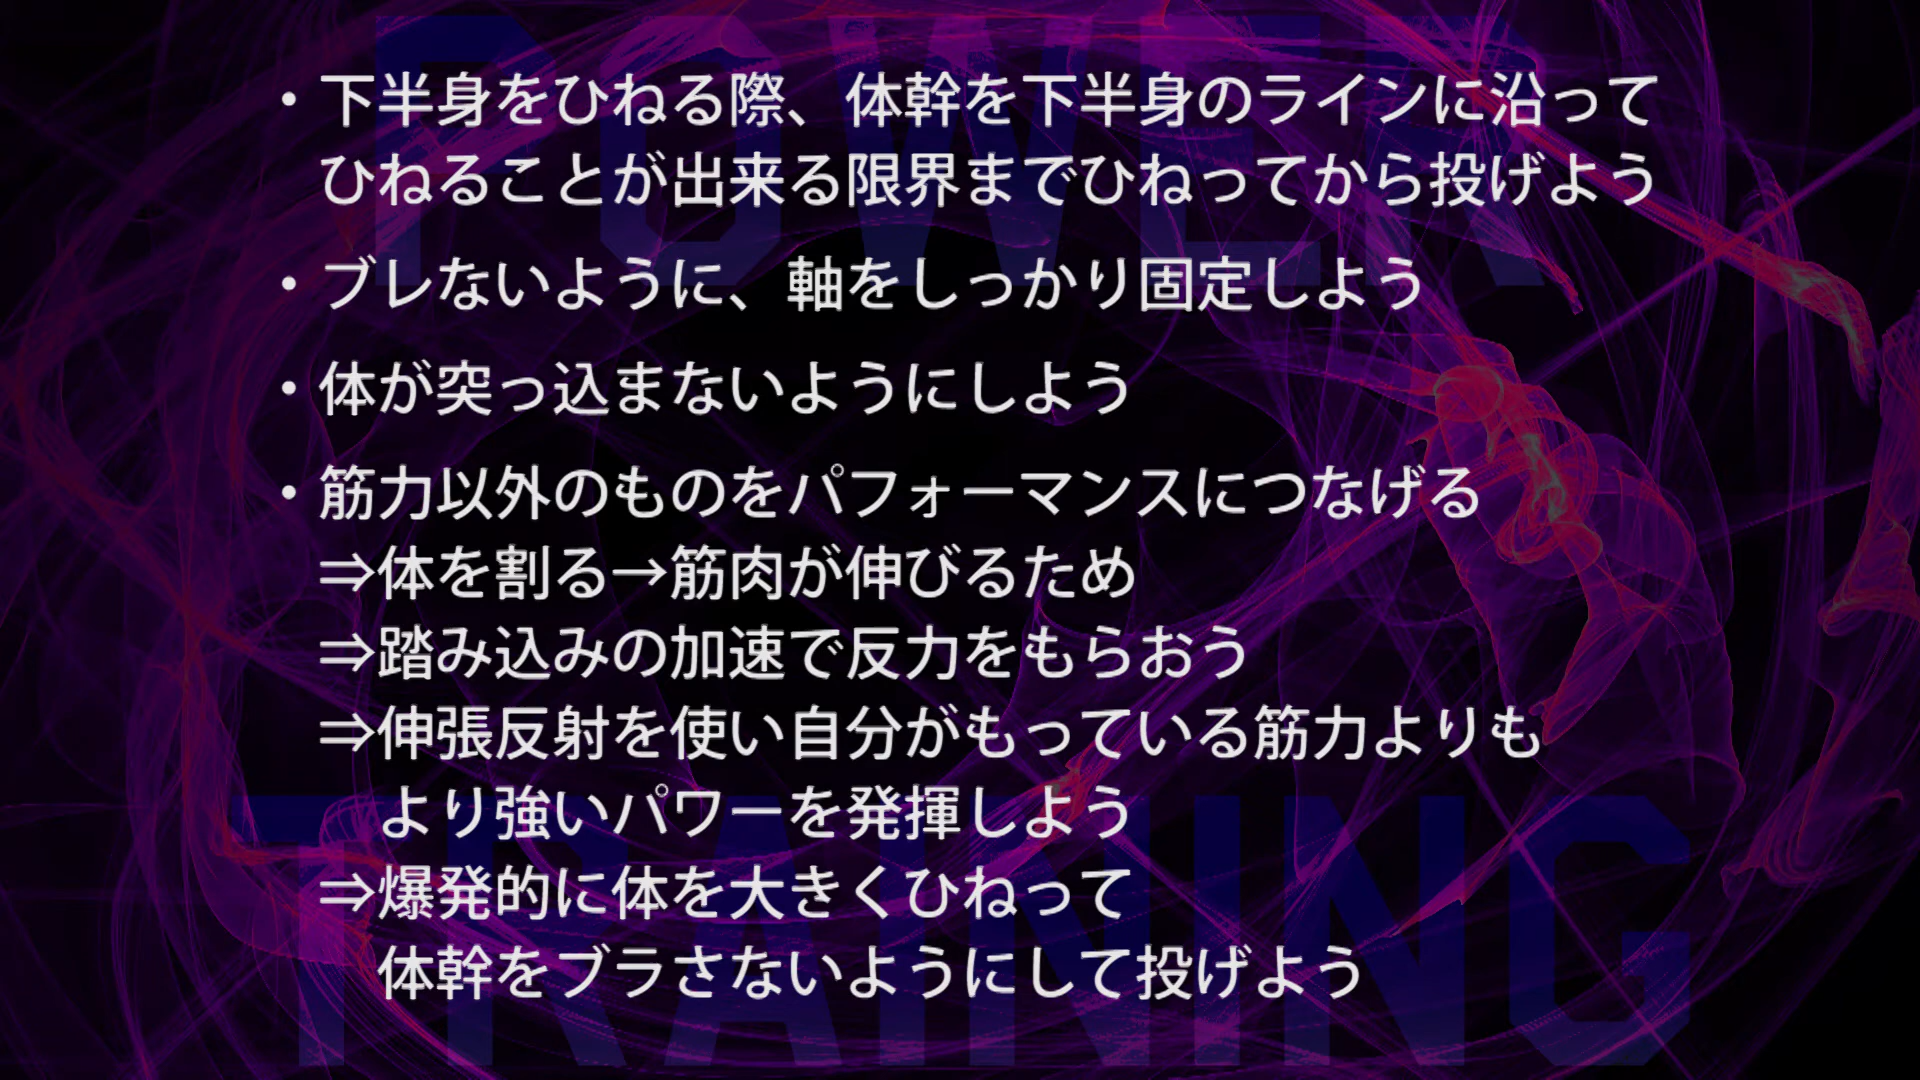 POWER
・下半身をひねる際、体幹を下半身のラインに沿って
ひねることが出来る限界までひねってから投げよう
・ブレないように、軸をしっかり固定しよう
・体が突っ込まないようにしよう
・筋力以外のものをパフォーマンスにつなげる
⇒体を割る→筋肉が伸びるため
⇒踏み込みの加速で反力をもらおう
⇒伸張反射を使い自分がもっている筋力よりも
より強いパワーを発揮しよう
⇒爆発的に体を大きくひねって
体幹をブラさないようにして投げよう
TRAINING